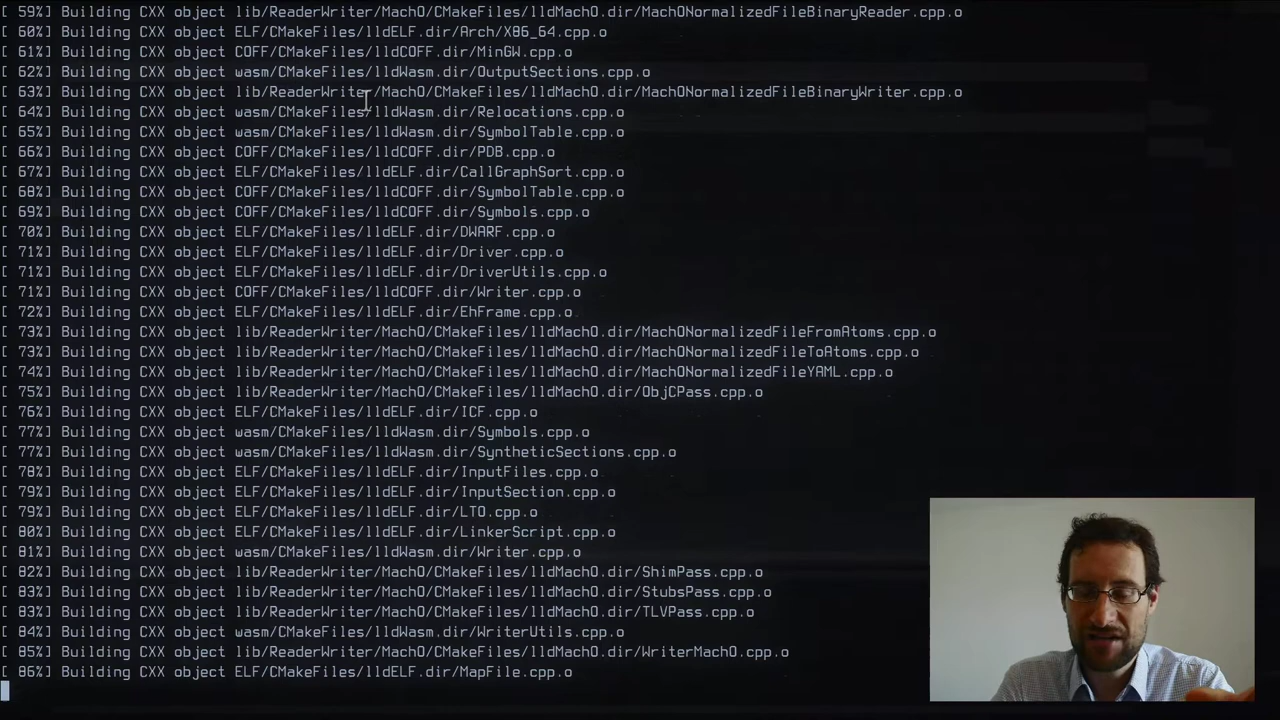 [ 59%] Building CXX object lib/ReaderWriter/MachO/CMakeFiles/lldMachO.dir/MachONormalizedFileBinaryReader.cpp.o
[ 60%] Building CXX object ELF/CMakeFiles/lldELF.dir/Arch/X86_64.cpp.o
[ 61%] Building CXX object COFF/CMakeFiles/lldCOFF.dir/MinGW.cpp.o
[ 62%] Building CXX object wasm/CMakeFiles/lldWasm.dir/OutputSections.cpp.o
[ 63%] Building CXX object lib/ReaderWriter/MachO/CMakeFiles/lldMachO.dir/MachONormalizedFileBinaryWriter.cpp.o
[ 64%] Building CXX object wasm/CMakeFiles/lldWasm.dir/Relocations.cpp.o
[ 65%] Building CXX object wasm/CMakeFiles/lldWasm.dir/SymbolTable.cpp.o
[ 66%] Building CXX object COFF/CMakeFiles/lldCOFF.dir/PDB.cpp.o
[ 67%] Building CXX object ELF/CMakeFiles/lldELF.dir/CallGraphSort.cpp.o
[ 68%] Building CXX object COFF/CMakeFiles/lldCOFF.dir/SymbolTable.cpp.o
[ 69%] Building CXX object COFF/CMakeFiles/lldCOFF.dir/Symbols.cpp.o
[ 70%] Building CXX object ELF/CMakeFiles/lldELF.dir/DWARF.cpp.o
[ 71%] Building CXX object ELF/CMakeFiles/lldELF.dir/Driver.cpp.o
[ 71%] Building CXX object ELF/CMakeFiles/lldELF.dir/DriverUtils.cpp.o
[ 71%] Building CXX object COFF/CMakeFiles/lldCOFF.dir/Writer.cpp.o
[ 72%] Building CXX object ELF/CMakeFiles/lldELF.dir/EhFrame.cpp.o
[ 73%] Building CXX object lib/ReaderWriter/MachO/CMakeFiles/lldMachO.dir/MachONormalizedFileFromAtoms.cpp.o
[ 73%] Building CXX object lib/ReaderWriter/MachO/CMakeFiles/lldMachO.dir/MachONormalizedFileToAtoms.cpp.o
[ 74%] Building CXX object lib/ReaderWriter/MachO/CMakeFiles/lldMachO.dir/MachONormalizedFileYAML.cpp.o
[ 75%] Building CXX object lib/ReaderWriter/MachO/CMakeFiles/lldMachO.dir/ObjCPass.cpp.o
[ 76%] Building CXX object ELF/CMakeFiles/lldELF.dir/ICF.cpp.o
[ 77%] Building CXX object wasm/CMakeFiles/lldWasm.dir/Symbols.cpp.o
[ 77%] Building CXX object wasm/CMakeFiles/lldWasm.dir/SyntheticSections.cpp.o
[ 78%] Building CXX object ELF/CMakeFiles/lldELF.dir/InputFiles.cpp.o
[ 79%] Building CXX object ELF/CMakeFiles/lldELF.dir/InputSection.cpp.o
[ 79%] Building CXX object ELF/CMakeFiles/lldELF.dir/LTO.cpp.o
[ 80%] Building CXX object ELF/CMakeFiles/lldELF.dir/LinkerScript.cpp.o
[ 81%] Building CXX object wasm/CMakeFiles/lldWasm.dir/Writer.cpp.o
[ 82%] Building CXX object lib/ReaderWriter/MachO/CMakeFiles/lldMachO.dir/ShimPass.cpp.o
[ 83%] Building CXX object lib/ReaderWriter/MachO/CMakeFiles/lldMachO.dir/StubsPass.cpp.o
[ 83%] Building CXX object lib/ReaderWriter/MachO/CMakeFiles/lldMachO.dir/TLVPass.cpp.o
[ 84%] Building CXX object wasm/CMakeFiles/lldWasm.dir/WriterUtils.cpp.o
[ 85%] Building CXX object lib/ReaderWriter/MachO/CMakeFiles/lldMachO.dir/WriterMachO.cpp.o
[ 86%] Building CXX object ELF/CMakeFiles/lldELF.dir/MapFile.cpp.o